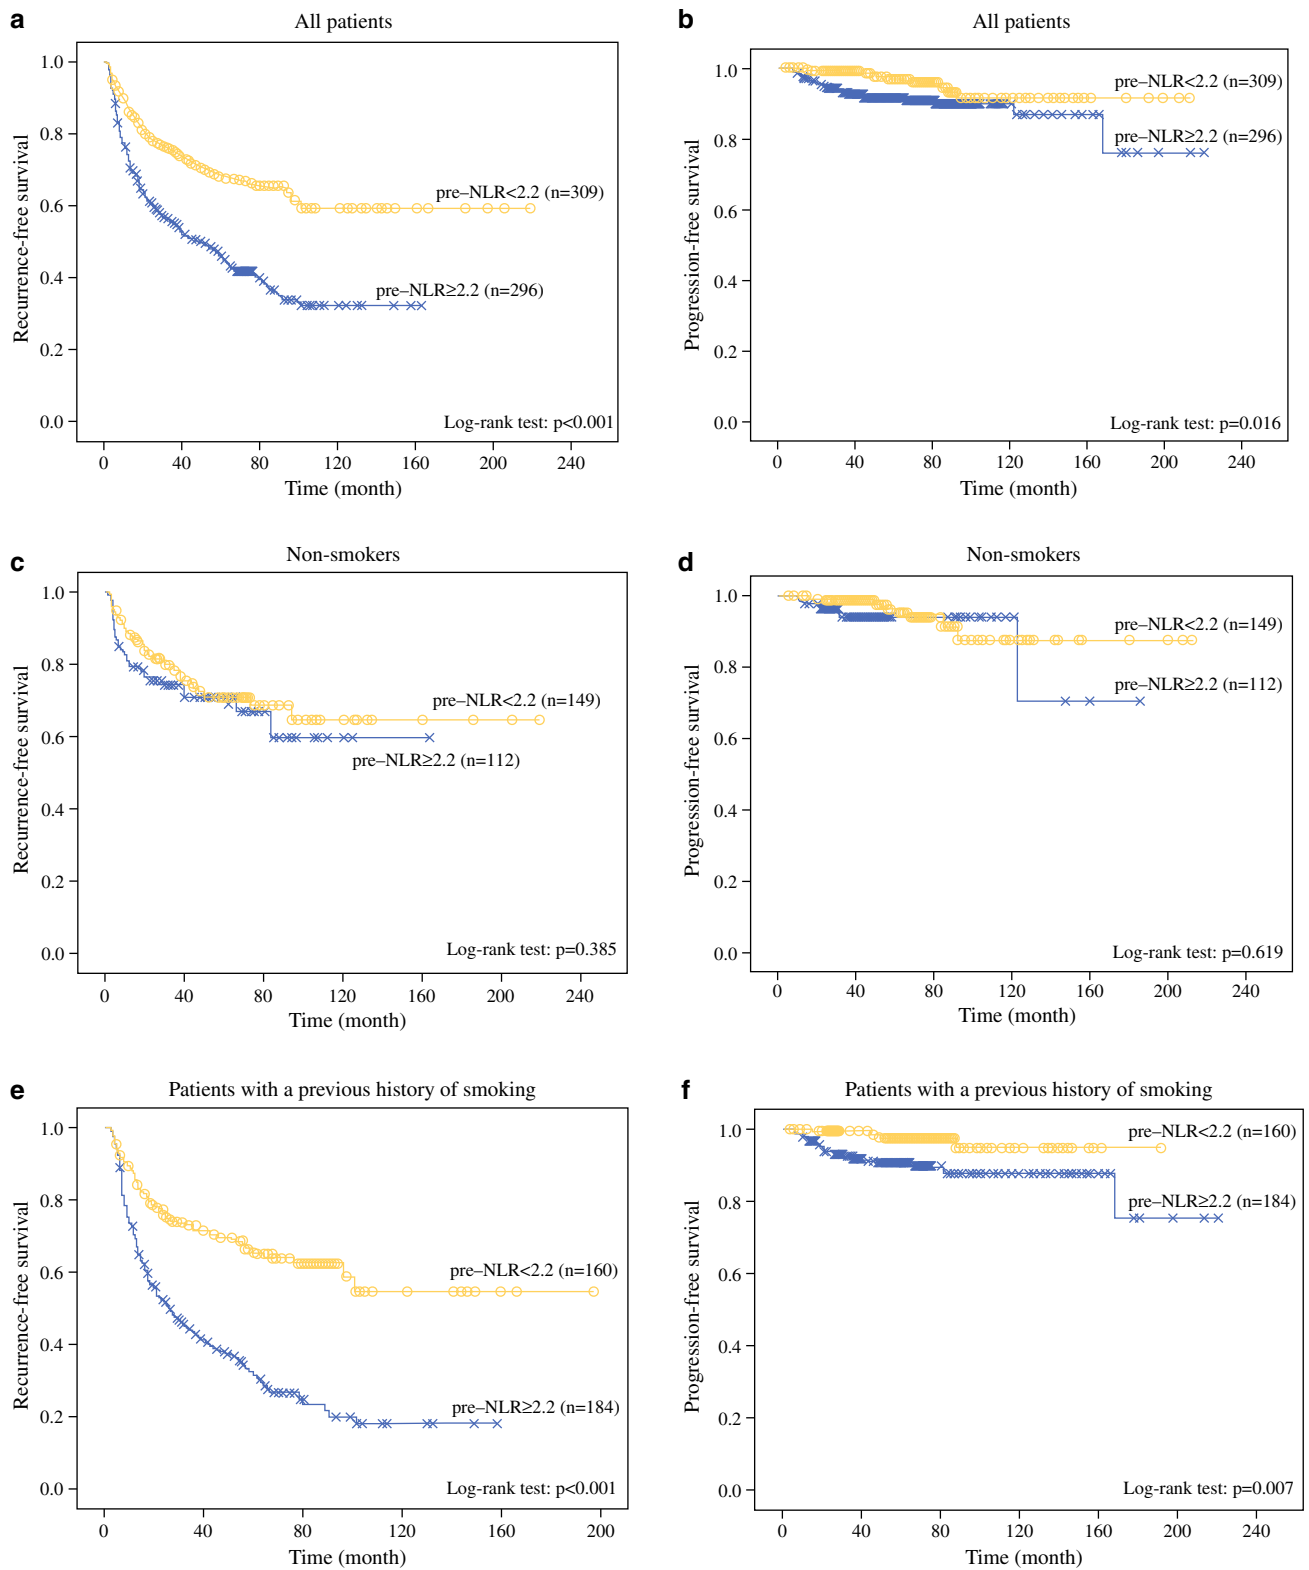 a
All patients
Recurrence-free survival
1.0
0.8
0.6
0.4
0.2
0.0
pre–NLR<2.2 (n=309)
pre–NLR≥2.2 (n=296)
Log-rank test: p<0.001
0 40 80 120 160 200 240
Time (month)
b
All patients
Progression-free survival
1.0
0.8
0.6
0.4
0.2
0.0
pre–NLR<2.2 (n=309)
pre–NLR≥2.2 (n=296)
Log-rank test: p=0.016
0 40 80 120 160 200 240
Time (month)
c
Non-smokers
Recurrence-free survival
1.0
0.8
0.6
0.4
0.2
0.0
pre–NLR<2.2 (n=149)
pre–NLR≥2.2 (n=112)
Log-rank test: p=0.385
0 40 80 120 160 200 240
Time (month)
d
Non-smokers
Progression-free survival
1.0
0.8
0.6
0.4
0.2
0.0
pre–NLR<2.2 (n=149)
pre–NLR≥2.2 (n=112)
Log-rank test: p=0.619
0 40 80 120 160 200 240
Time (month)
e
Patients with a previous history of smoking
Recurrence-free survival
1.0
0.8
0.6
0.4
0.2
0.0
pre–NLR<2.2 (n=160)
pre–NLR≥2.2 (n=184)
Log-rank test: p<0.001
0 40 80 120 160 200
Time (month)
f
Patients with a previous history of smoking
Progression-free survival
1.0
0.8
0.6
0.4
0.2
0.0
pre–NLR<2.2 (n=160)
pre–NLR≥2.2 (n=184)
Log-rank test: p=0.007
0 40 80 120 160 200 240
Time (month)